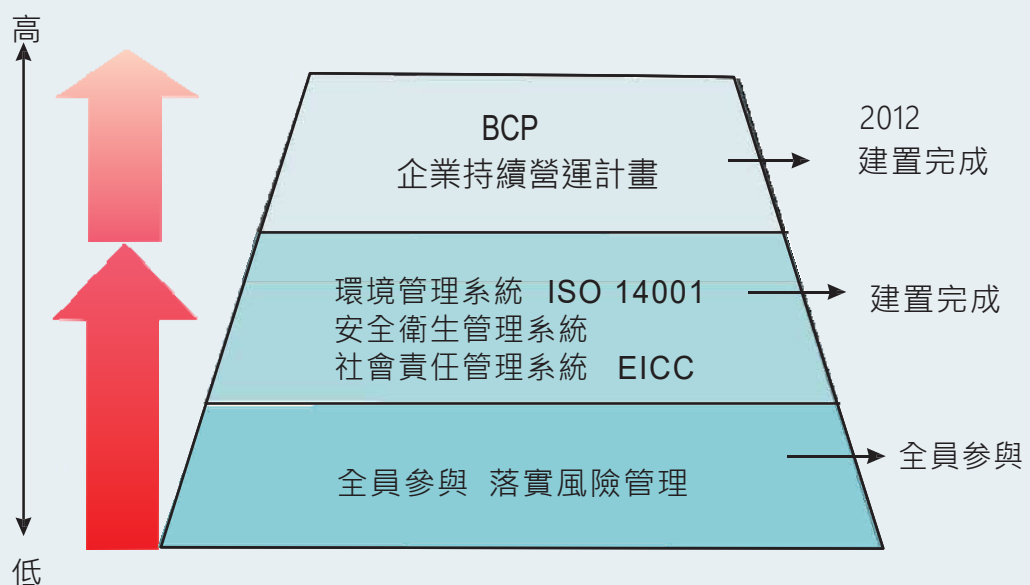 高
BCP
企業持續營運計畫
2012
建置完成
環境管理系統 ISO 14001
安全衛生管理系統
社會責任管理系統 EICC
建置完成
全員參與 落實風險管理
全員參與
低